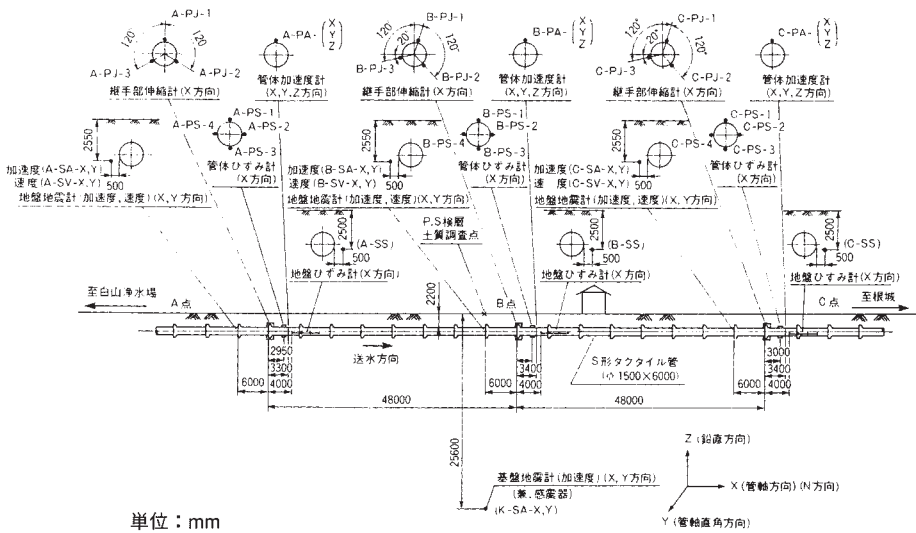 A-PJ-1
120°
120°
A-PJ-3
A-PJ-2
継手部伸縮計(X方向)
A-PA-(X Y Z)
管体加速度計
(X,Y,Z方向)
B-PJ-1
120°
20°
120°
B-PJ-3
B-PJ-2
継手部伸縮計(X方向)
B-PA-(X Y Z)
管体加速度計
(X,Y,Z方向)
C-PJ-1
120°
20°
120°
C-PJ-3
C-PJ-2
継手部伸縮計(X方向)
C-PA-(X Y Z)
管体加速度計
(X,Y,Z方向)
2550
A-PS-1
A-PS-4
A-PS-2
A-PS-3
管体ひずみ計
(X方向)
500
加速度(A-SA-X,Y)
速度(A-SV-X,Y)
地盤地震計(加速度,速度)(X,Y方向)
2550
B-PS-1
B-PS-2
B-PS-4
B-PS-3
管体ひずみ計
(X方向)
500
加速度(B-SA-X,Y)
速度(B-SV-X,Y)
地盤地震計(加速度,速度)(X,Y方向)
2550
C-PS-1
C-PS-2
C-PS-4
C-PS-3
管体ひずみ計
(X方向)
500
加速度(C-SA-X,Y)
速 度(C-SV-X,Y)
地盤地震計(加速度,速度)(X,Y方向)
2500
(A-SS)
500
地盤ひずみ計(X方向)
P.S検層
土質調査点
2500
(B-SS)
500
地盤ひずみ計(X方向)
2500
(C-SS)
500
地盤ひずみ計(X方向)
至白山浄水場
A点
2200
B点
C点
至根城
送水方向
S形タクタイル管
(φ1500×6000)
2950
3300
6000
4000
3400
6000
4000
3000
3400
6000
4000
48000
48000
25600
基盤地震計(加速度)(X,Y方向)
(兼,感震器)
(K-SA-X,Y)
Z(鉛直方向)
X(管軸方向)(N方向)
Y(管軸直角方向)
単位：mm